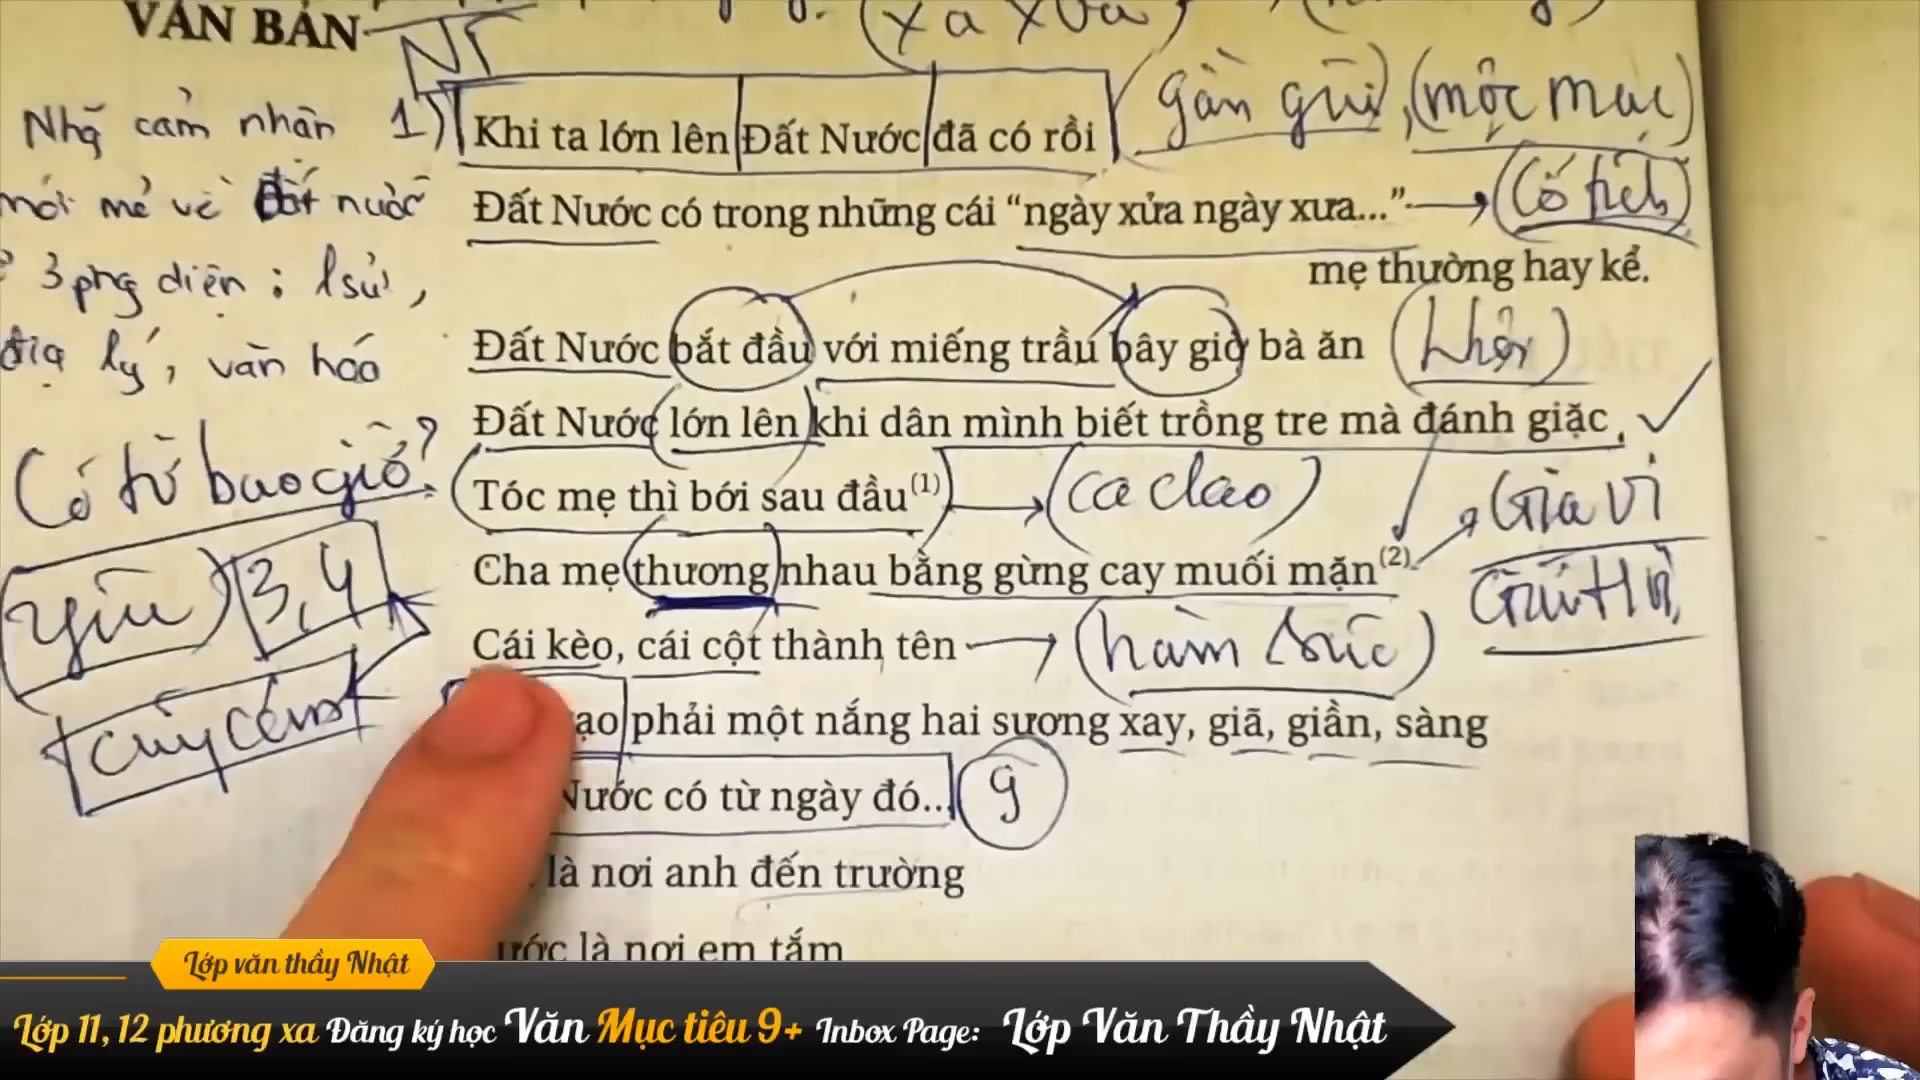 VĂN BẢN
NT
(xa xưa)
gần gũi, (mộc mạc)
Nhà cảm nhận 1)
Khi ta lớn lên Đất Nước đã có rồi
mới mẻ về Đất nước
Đất Nước có trong những cái “ngày xửa ngày xưa...”
Cổ tích
3 phg diện : lsử,
mẹ thường hay kể.
địa lý, văn hóa
Đất Nước bắt đầu với miếng trầu bây giờ bà ăn
Đất Nước lớn lên khi dân mình biết trồng tre mà đánh giặc
Có từ bao giờ?
Tóc mẹ thì bới sau đầu(1)
(ca dao)
Gia vị
3, 4
Cha mẹ thương nhau bằng gừng cay muối mặn(2)
Cái kèo, cái cột thành tên
(hàm súc)
ạo phải một nắng hai sương xay, giã, giần, sàng
Nước có từ ngày đó...
9
là nơi anh đến trường
ước là nơi em tắm
Lớp văn thầy Nhật
Lớp 11, 12 phương xa Đăng ký học Văn Mục tiêu 9+ Inbox Page: Lớp Văn Thầy Nhật